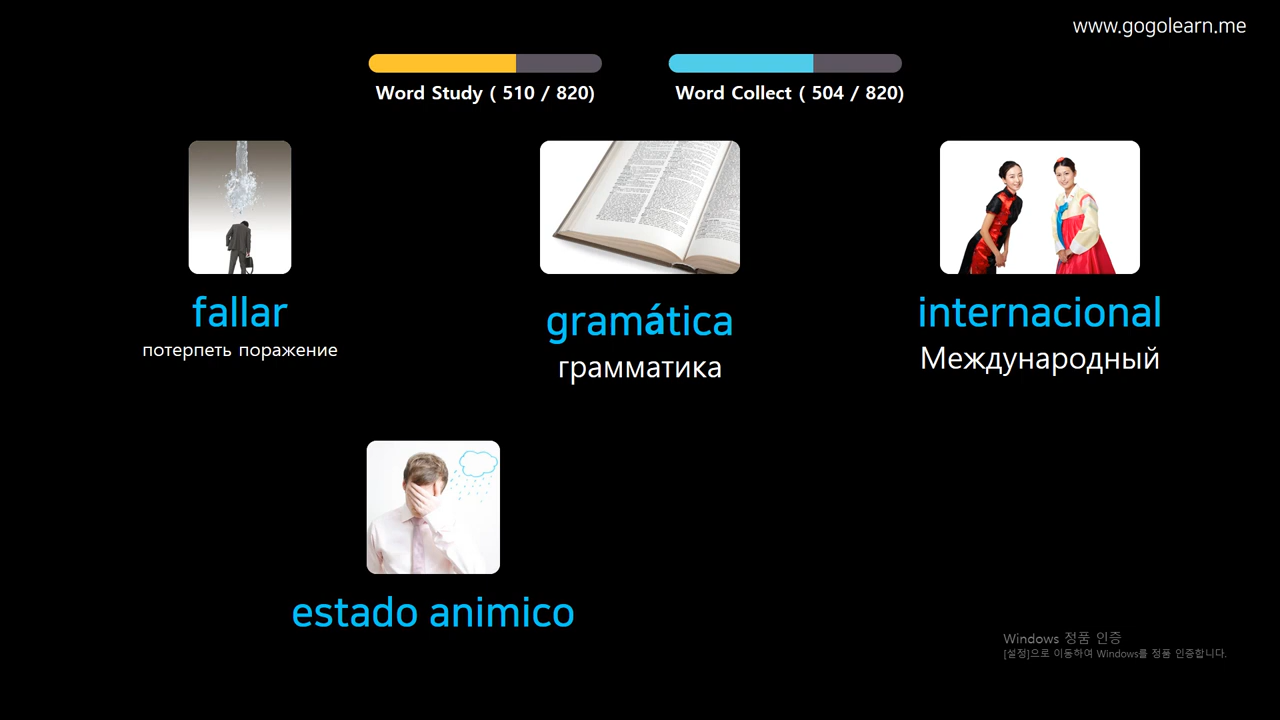 www.gogolearn.me
Word Study ( 510 / 820)
Word Collect ( 504 / 820)
fallar
потерпеть поражение
gramática
грамматика
internacional
Международный
estado animico
Windows 정품 인증
[설정]으로 이동하여 Windows를 정품 인증합니다.